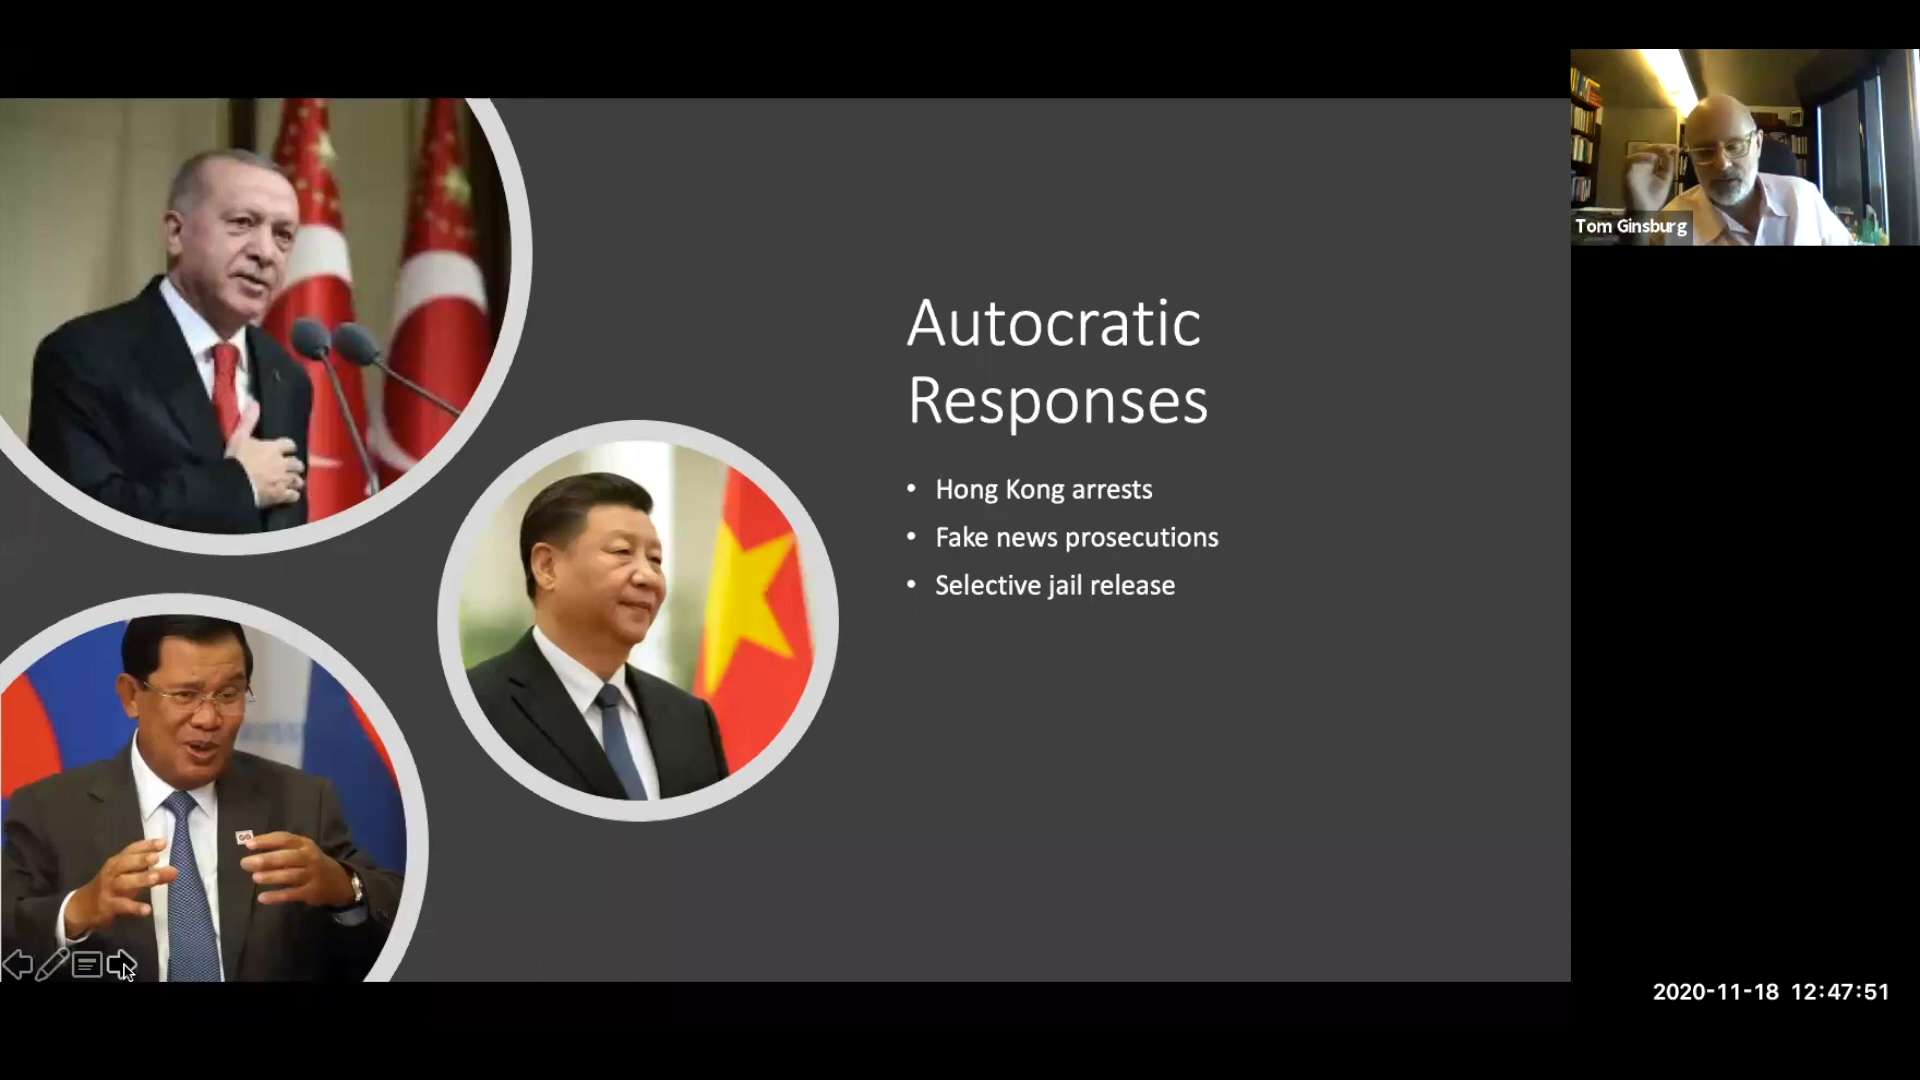 Tom Ginsburg
Autocratic
Responses
• Hong Kong arrests
• Fake news prosecutions
• Selective jail release
2020-11-18 12:47:51